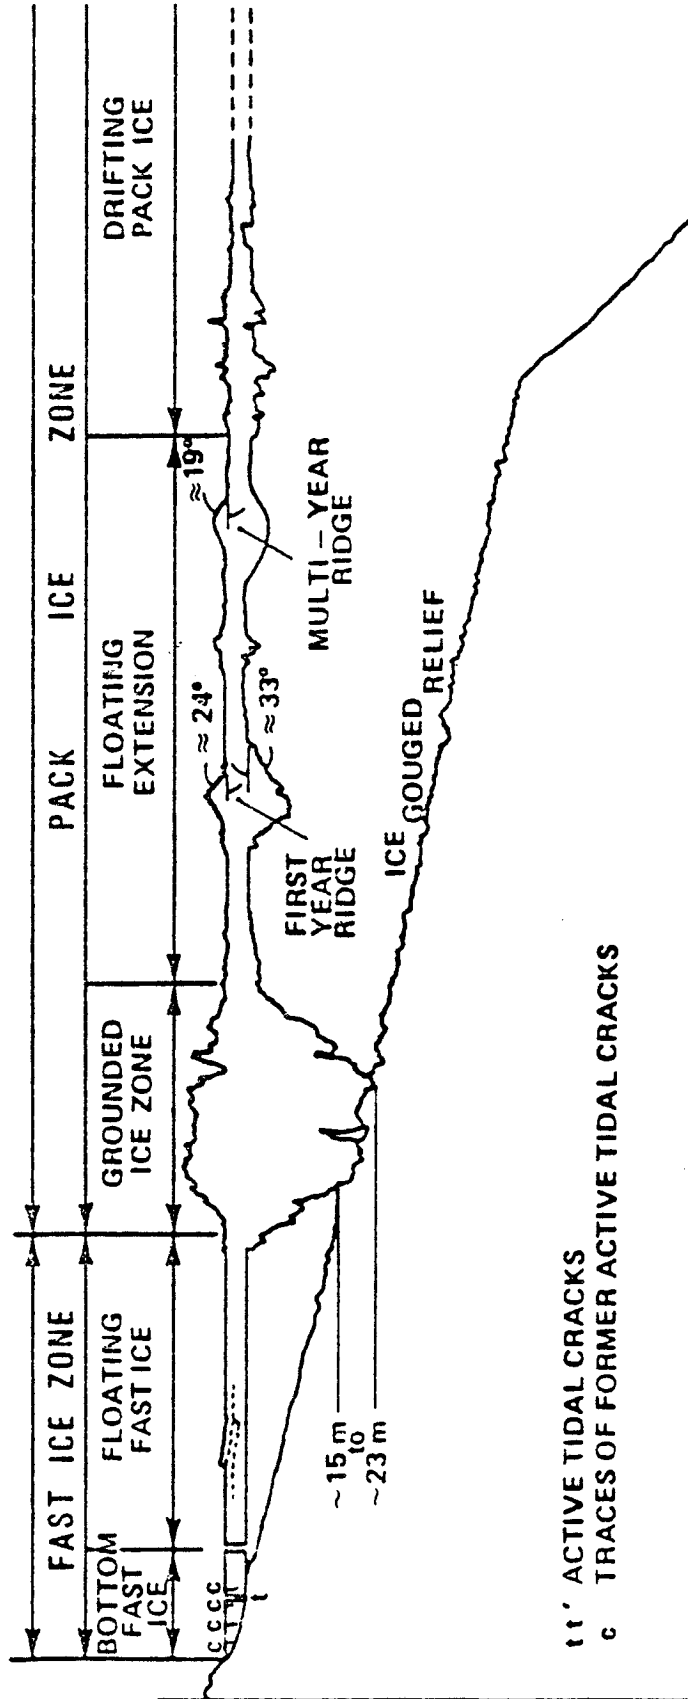 FAST ICE ZONE
PACK ICE ZONE
BOTTOM
FAST
ICE
FLOATING
FAST ICE
GROUNDED
ICE ZONE
FLOATING
EXTENSION
DRIFTING
PACK ICE
c c c c
t
≈ 24°
≈ 19°
≈ 33°
FIRST
YEAR
RIDGE
MULTI – YEAR
RIDGE
~15 m
to
~23 m
ICE GOUGED RELIEF
t t' ACTIVE TIDAL CRACKS
c TRACES OF FORMER ACTIVE TIDAL CRACKS